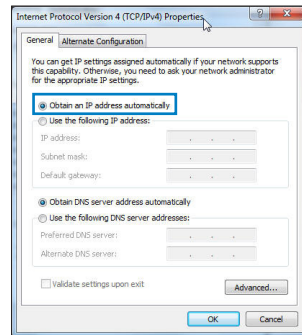 Internet Protocol Version 4 (TCP/IPv4) Properties
General
Alternate Configuration
You can get IP settings assigned automatically if your network supports
this capability. Otherwise, you need to ask your network administrator
for the appropriate IP settings.
Obtain an IP address automatically
Use the following IP address:
IP address:
Subnet mask:
Default gateway:
Obtain DNS server address automatically
Use the following DNS server addresses:
Preferred DNS server:
Alternate DNS server:
Validate settings upon exit
Advanced...
OK
Cancel